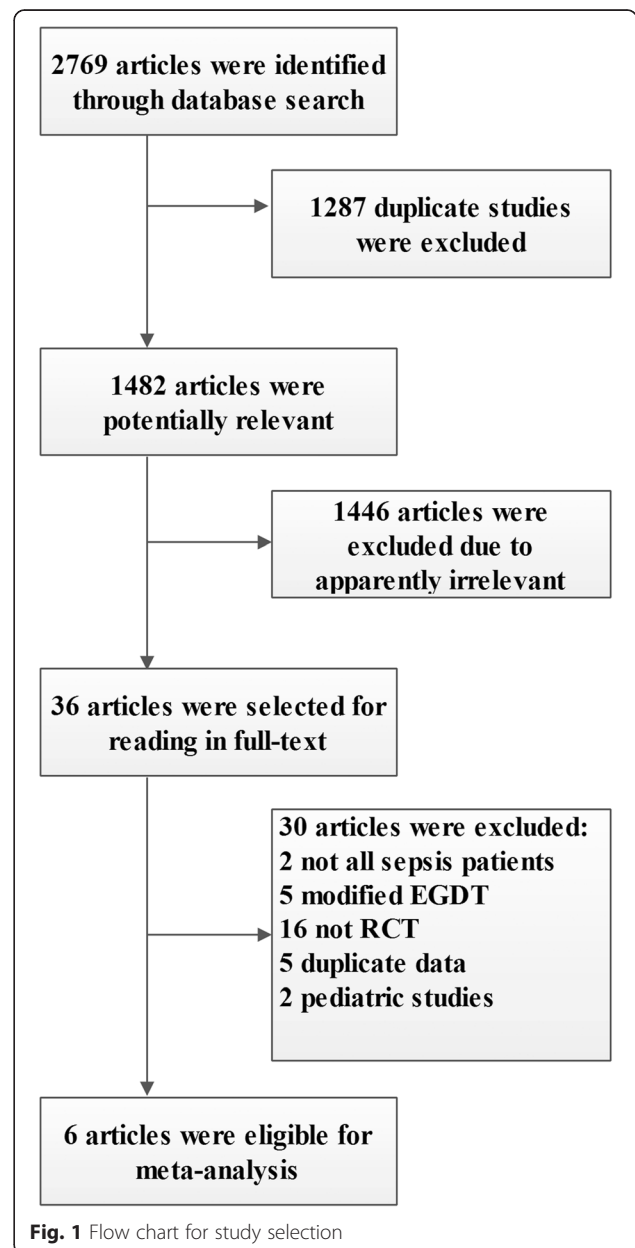 2769 articles were identified
through database search
1287 duplicate studies
were excluded
1482 articles were
potentially relevant
1446 articles were
excluded due to
apparently irrelevant
36 articles were selected for
reading in full-text
30 articles were excluded:
2 not all sepsis patients
5 modified EGDT
16 not RCT
5 duplicate data
2 pediatric studies
6 articles were eligible for
meta-analysis
Fig. 1 Flow chart for study selection